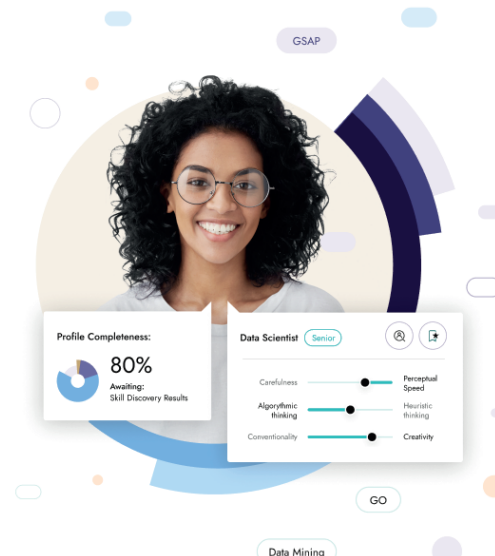 GSAP
Profile Completeness:
80%
Awaiting:
Skill Discovery Results
Data Scientist
Senior
Carefulness
Perceptual
Speed
Algorythmic
thinking
Heuristic
thinking
Conventionality
Creativity
GO
Data Mining